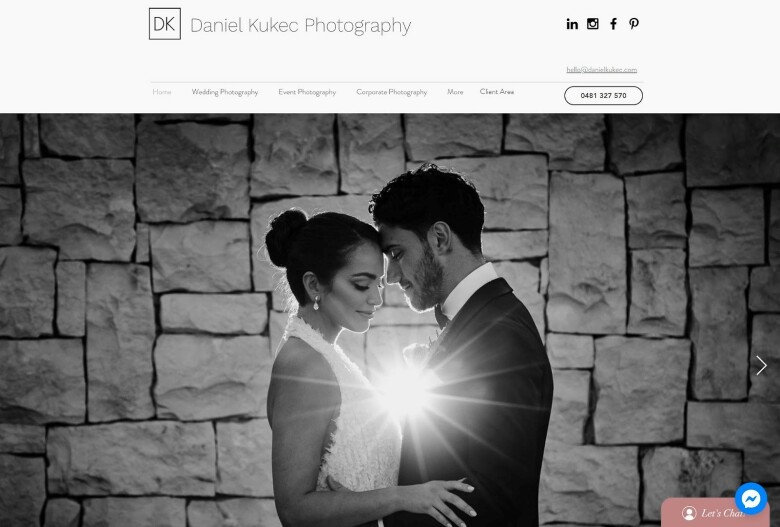 DK Daniel Kukec Photography
hello@danielkukec.com
Home Wedding Photography Event Photography Corporate Photography More Client Area
0481 327 570
Let's Chat!